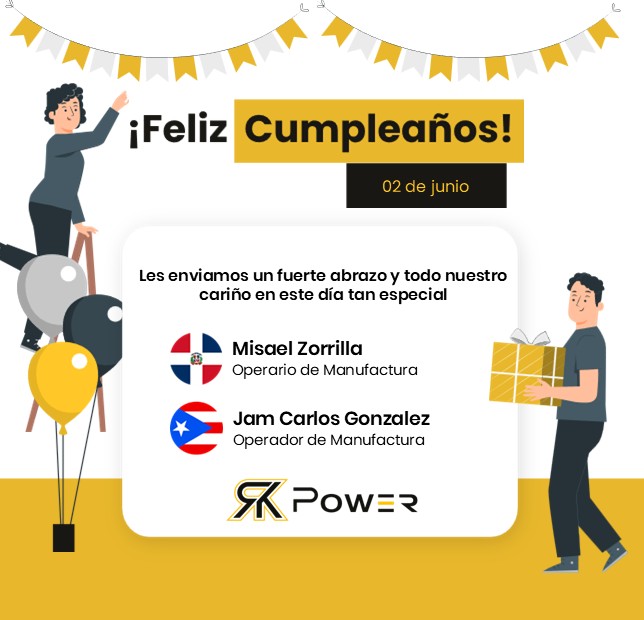 ¡Feliz Cumpleaños!
02 de junio
Les enviamos un fuerte abrazo y todo nuestro
cariño en este día tan especial
Misael Zorrilla
Operario de Manufactura
Jam Carlos Gonzalez
Operador de Manufactura
RK Power